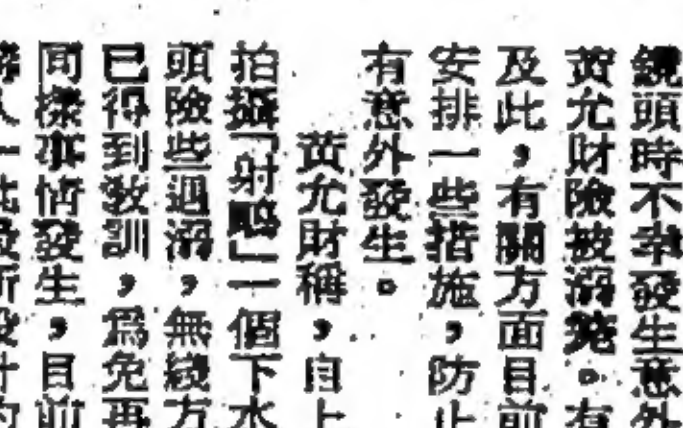 鏡頭時不幸發生意外
黃允財險被溺斃。有
及此，有關方面目前
安排一些措施，防止
有意外發生。
黃允財稱，自上
拍攝「射鵰」一個下水
頭險些遇溺，無綫方
已得到教訓，爲免再
同樣事情發生，目前